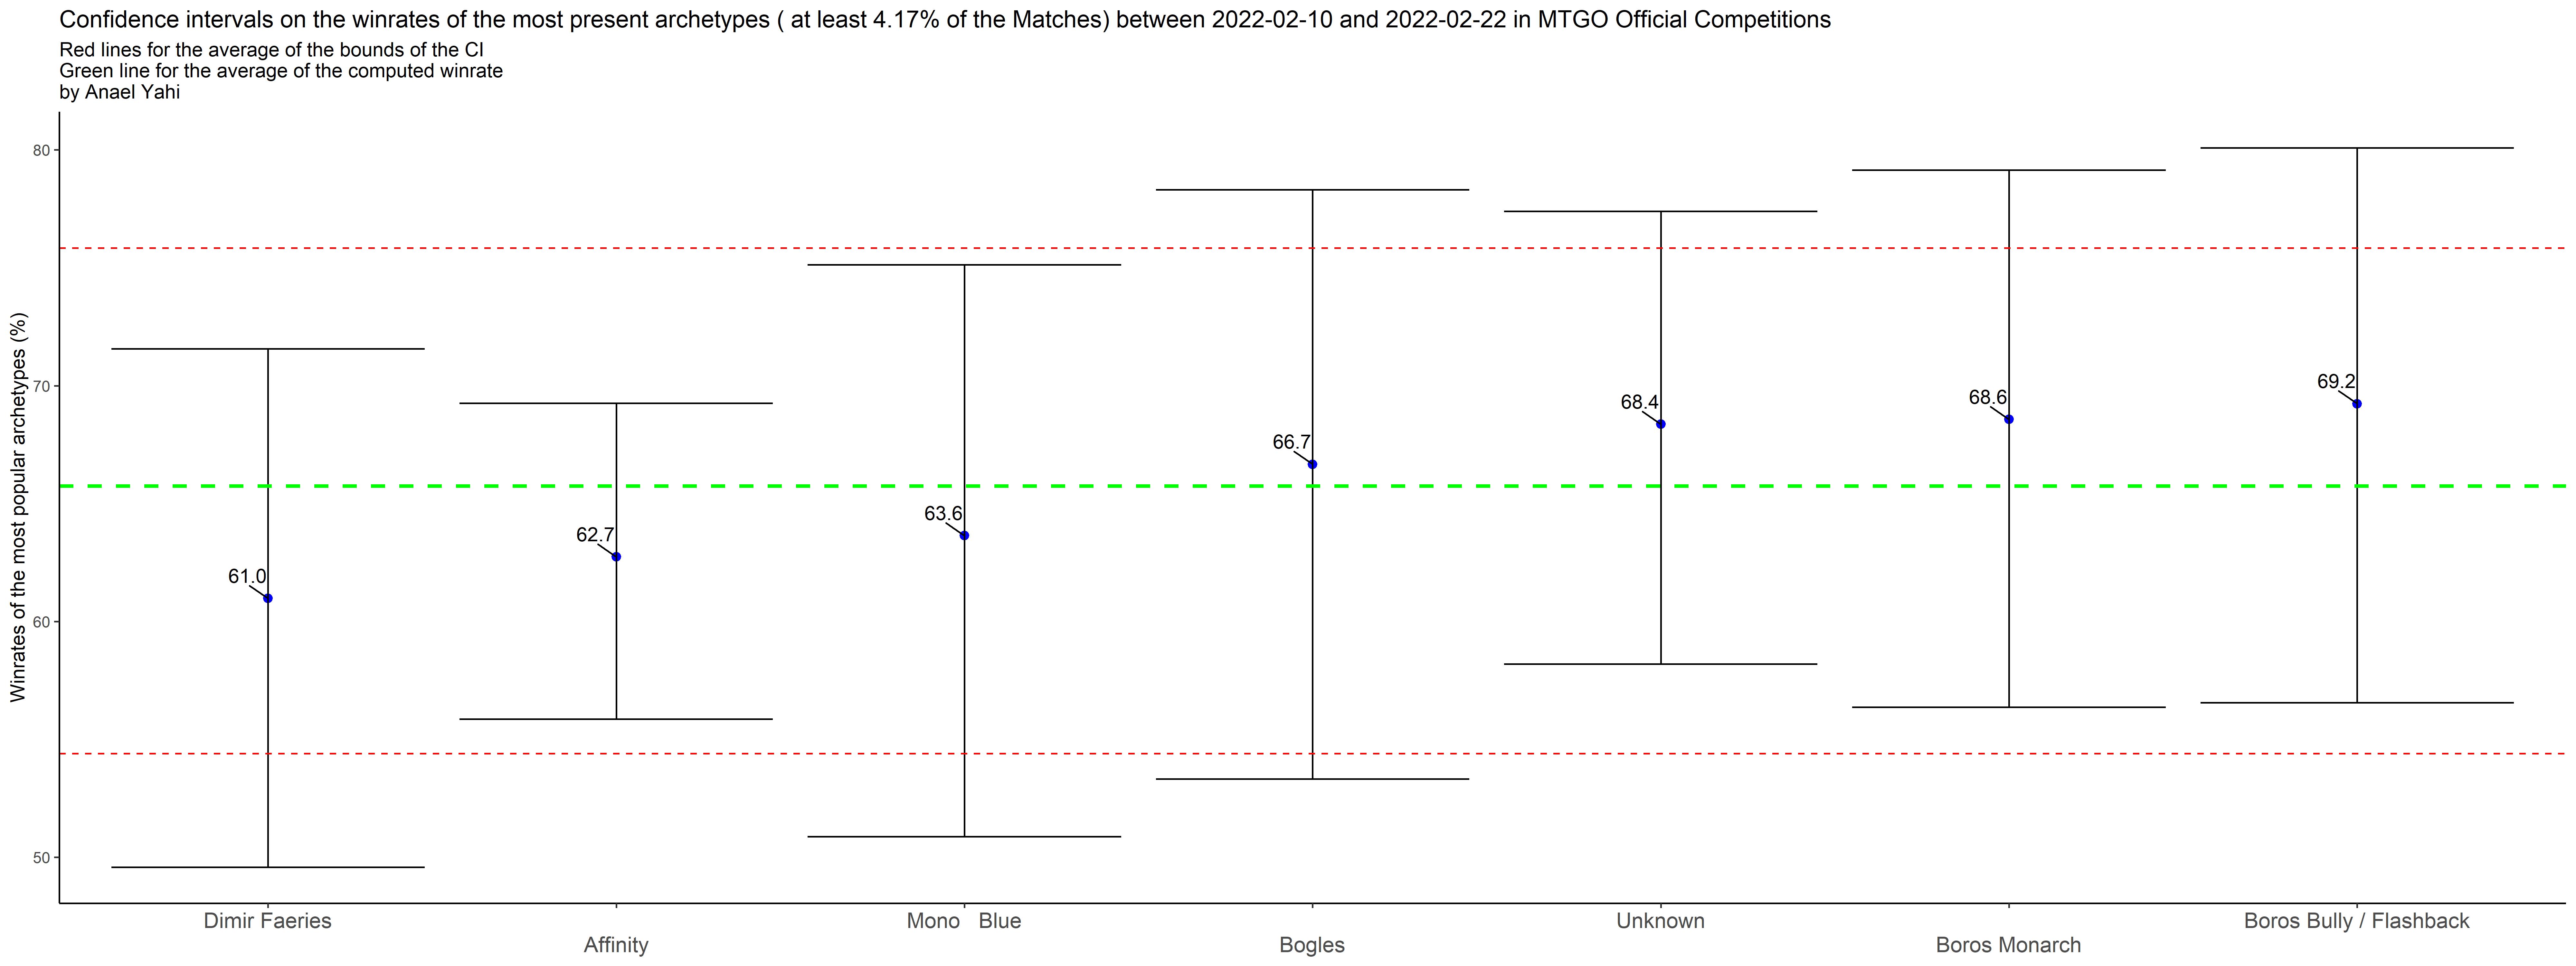 Confidence intervals on the winrates of the most present archetypes ( at least 4.17% of the Matches) between 2022-02-10 and 2022-02-22 in MTGO Official Competitions
Red lines for the average of the bounds of the CI
Green line for the average of the computed winrate
by Anael Yahi
Winrates of the most popular archetypes (%)
80
70
60
50
61.0
62.7
63.6
66.7
68.4
68.6
69.2
Dimir Faeries
Affinity
Mono   Blue
Bogles
Unknown
Boros Monarch
Boros Bully / Flashback